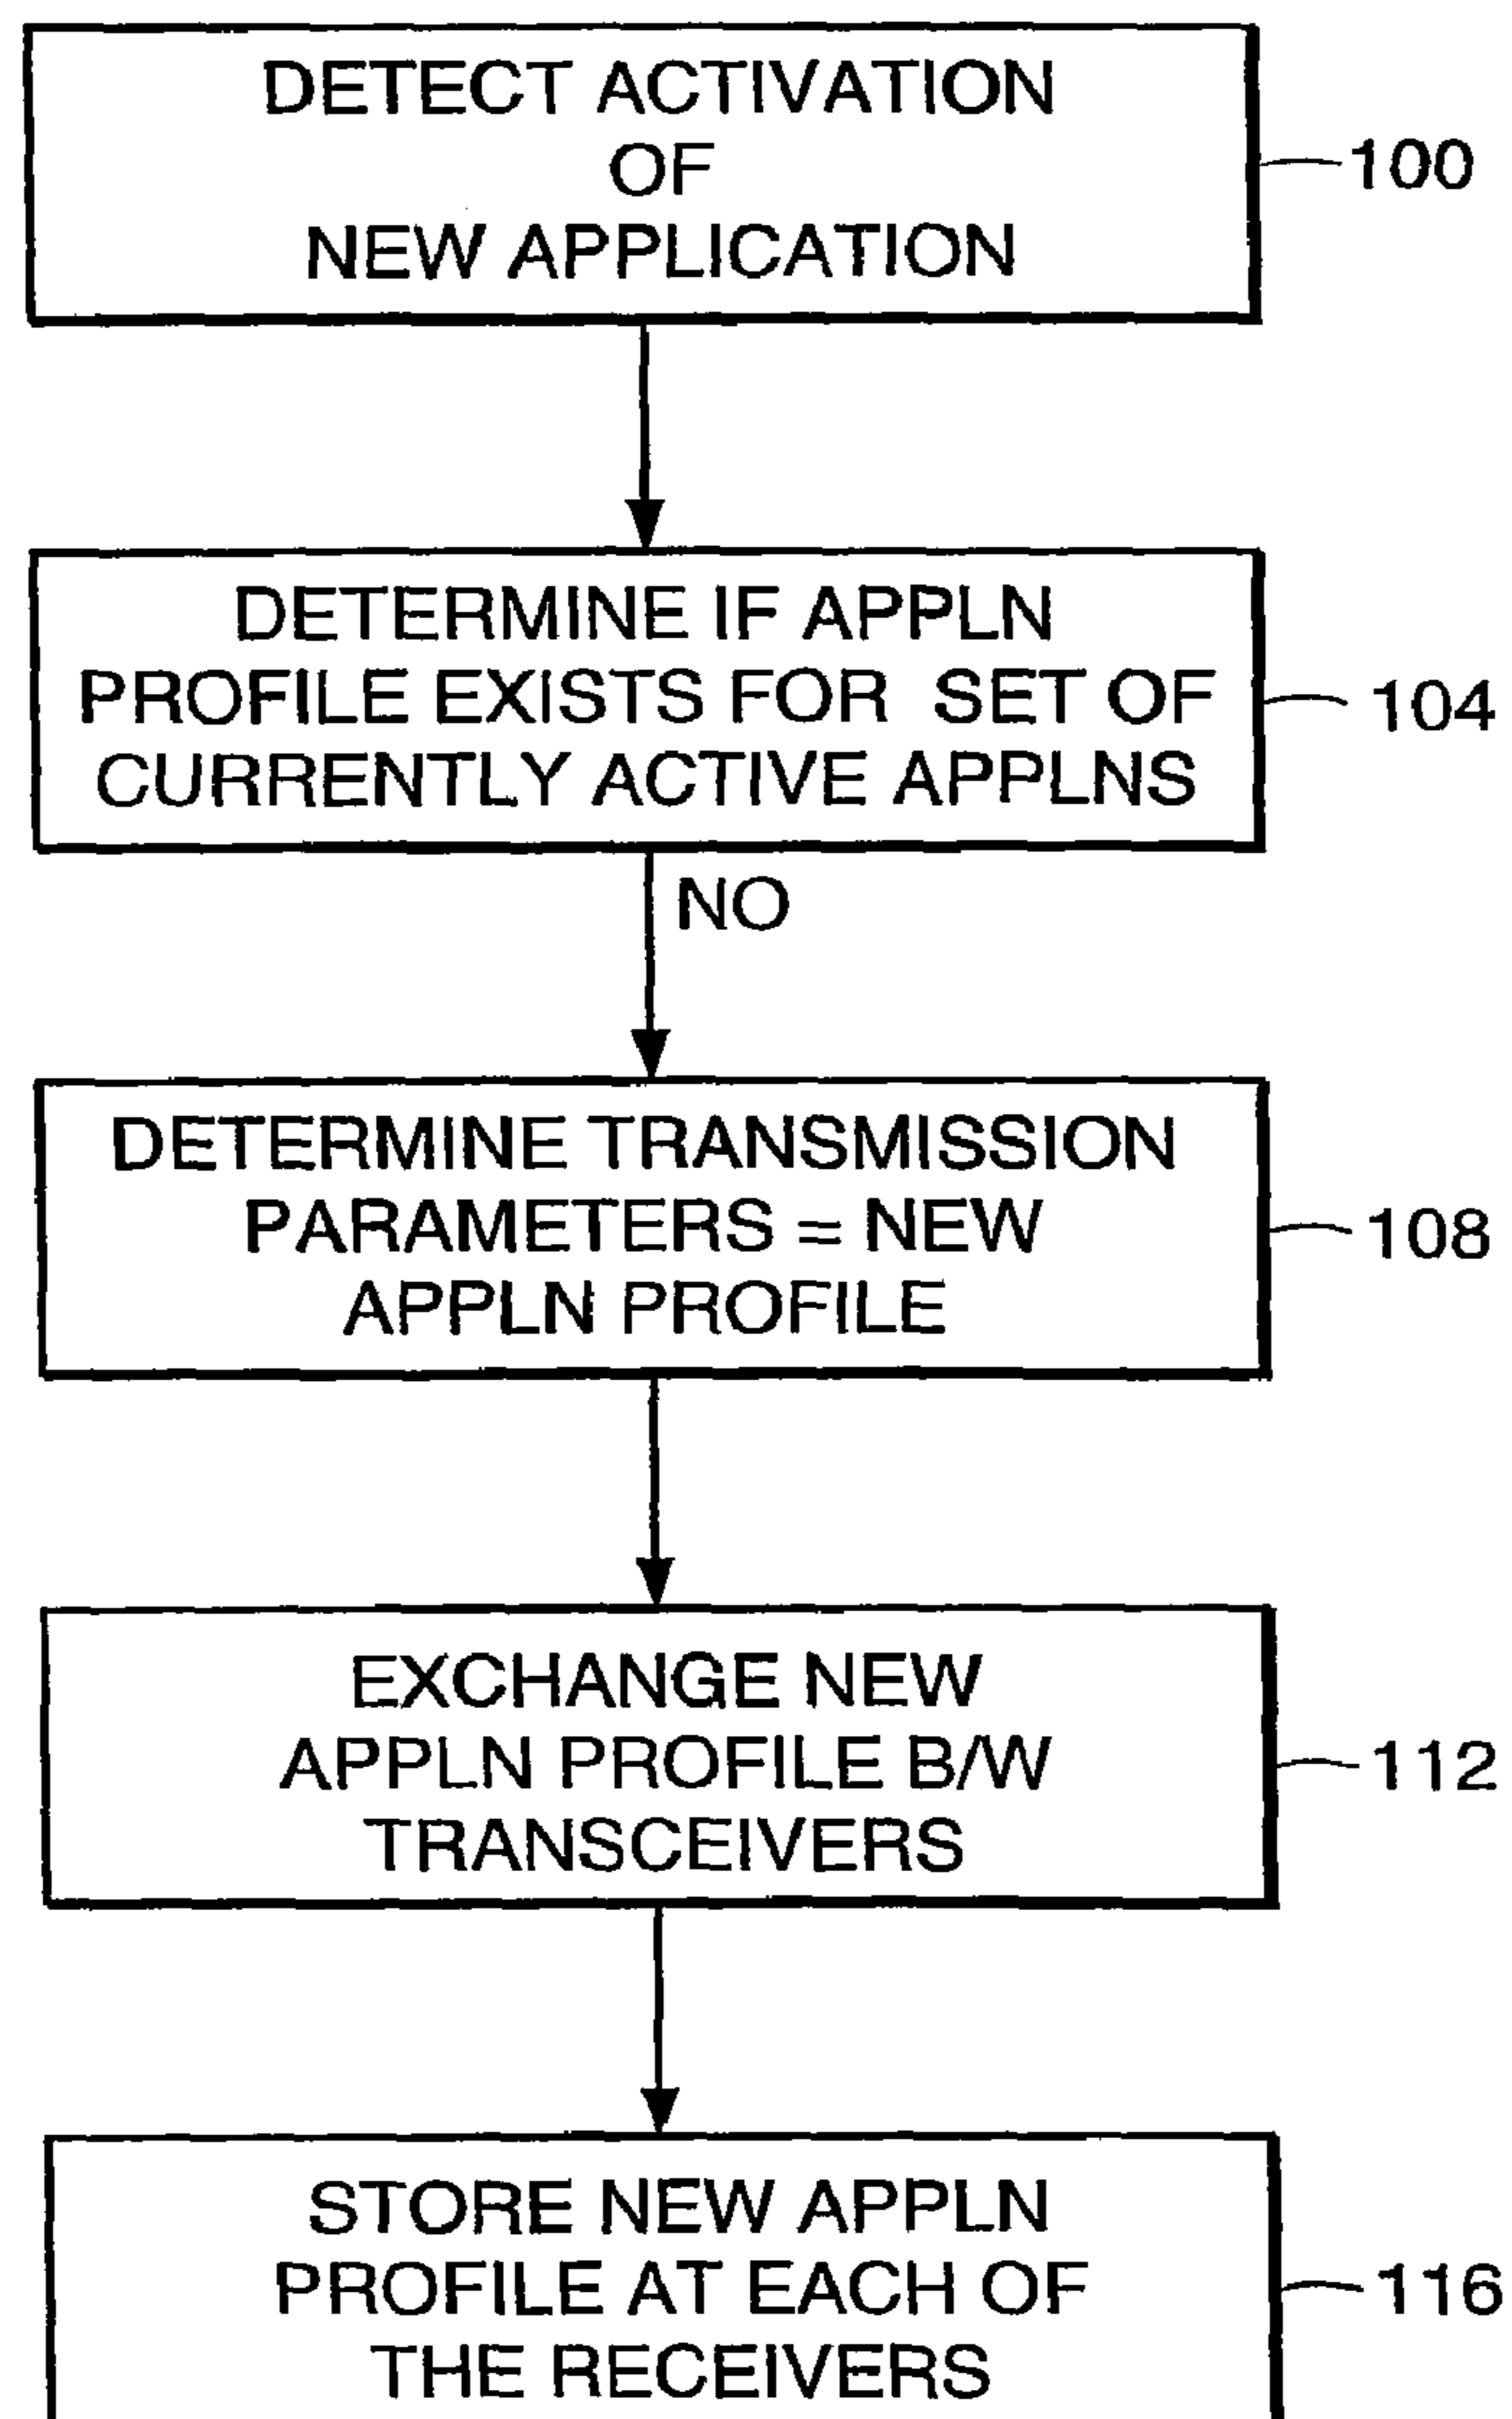 DETECT ACTIVATION
OF
NEW APPLICATION
100
DETERMINE IF APPLN
PROFILE EXISTS FOR SET OF
CURRENTLY ACTIVE APPLNS
104
NO
DETERMINE TRANSMISSION
PARAMETERS = NEW
APPLN PROFILE
108
EXCHANGE NEW
APPLN PROFILE B/W
TRANSCEIVERS
112
STORE NEW APPLN
PROFILE AT EACH OF
THE RECEIVERS
116